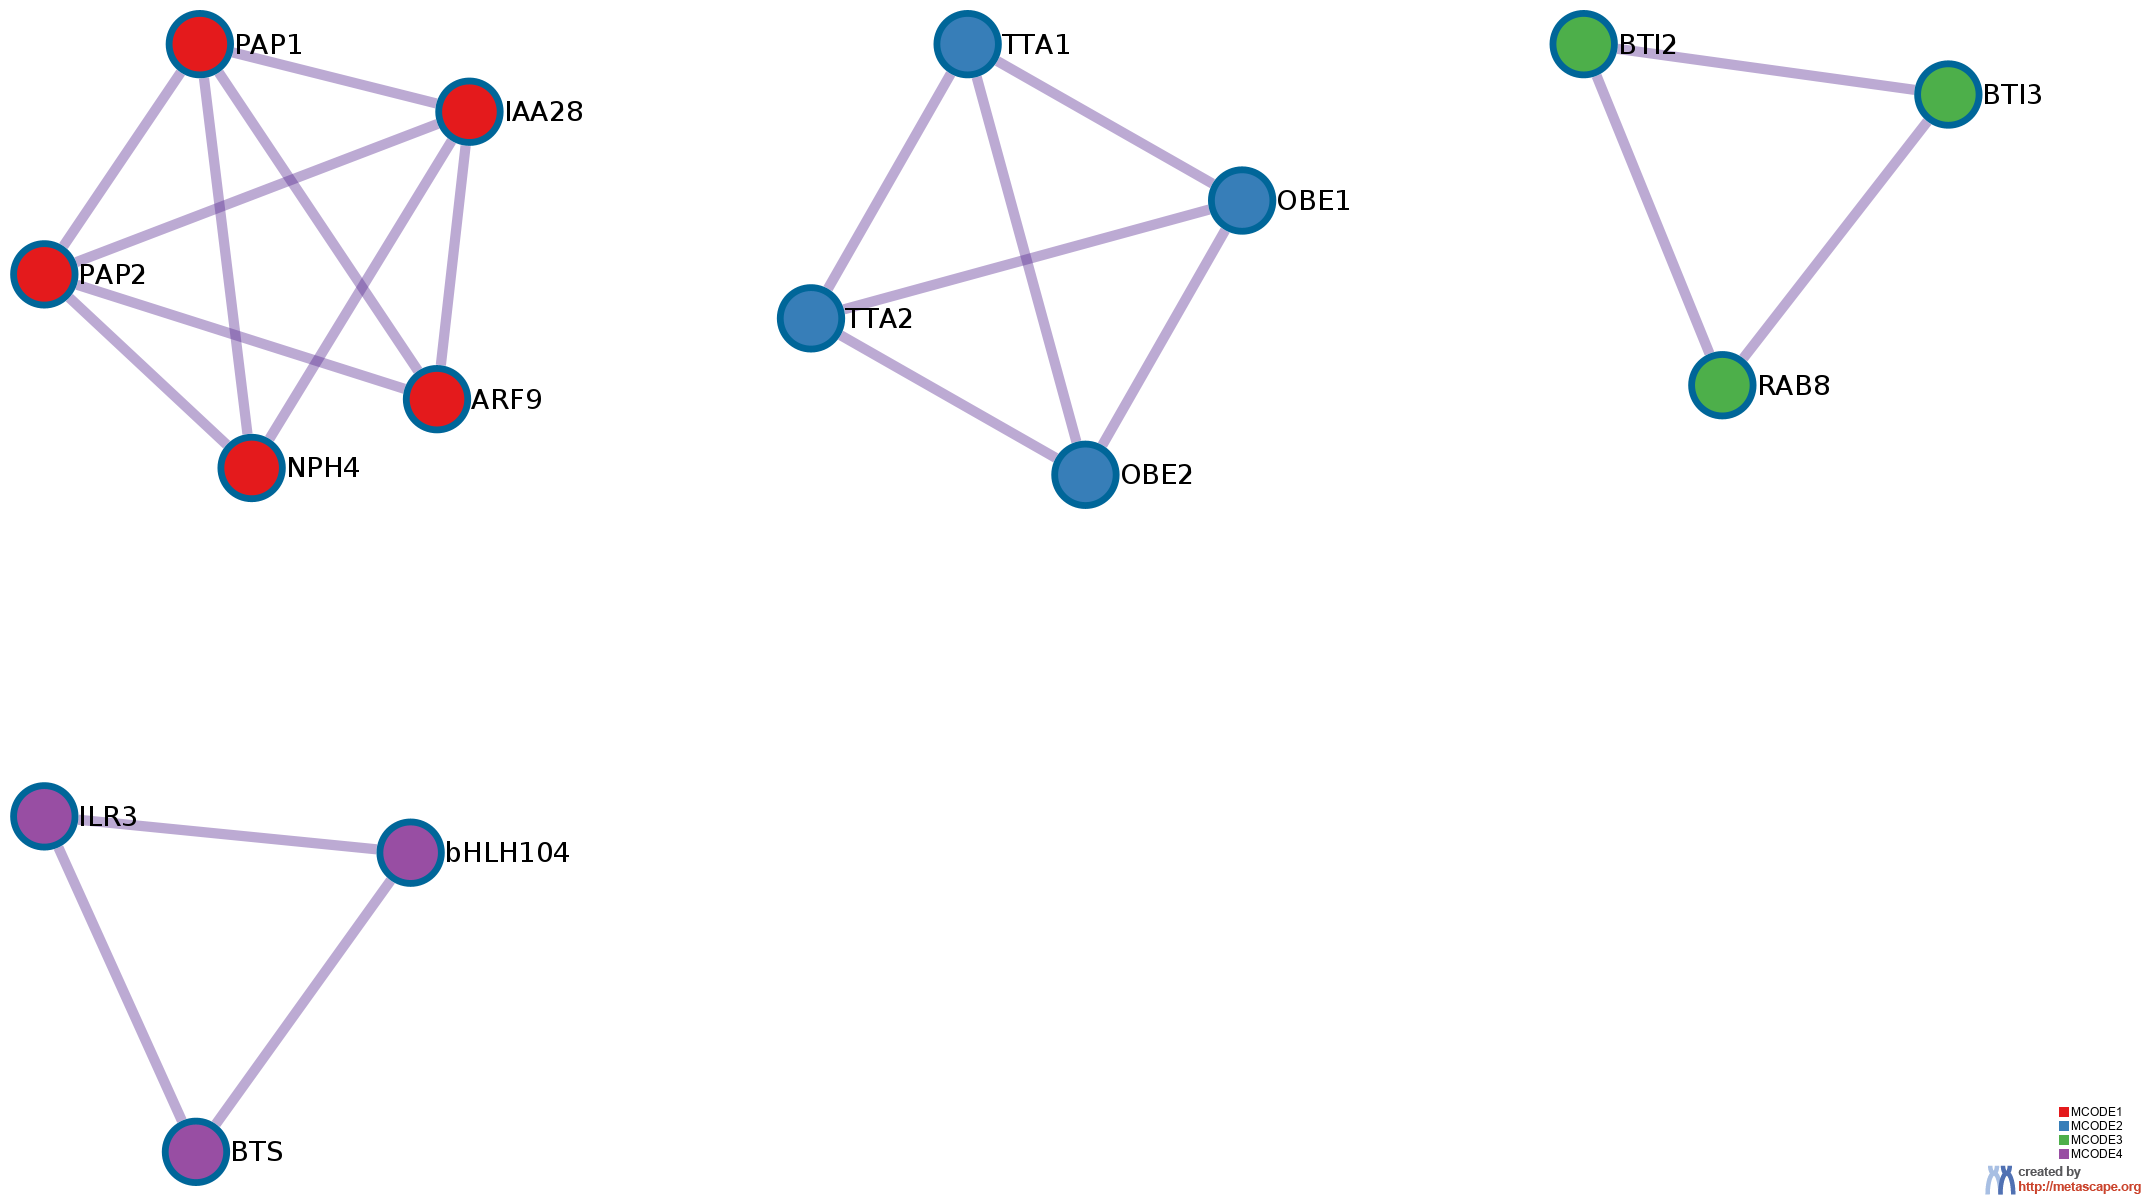 PAP1
IAA28
PAP2
ARF9
NPH4
TTA1
OBE1
TTA2
OBE2
BTI2
BTI3
RAB8
ILR3
bHLH104
BTS
MCODE1
MCODE2
MCODE3
MCODE4
created by
http://metascape.org